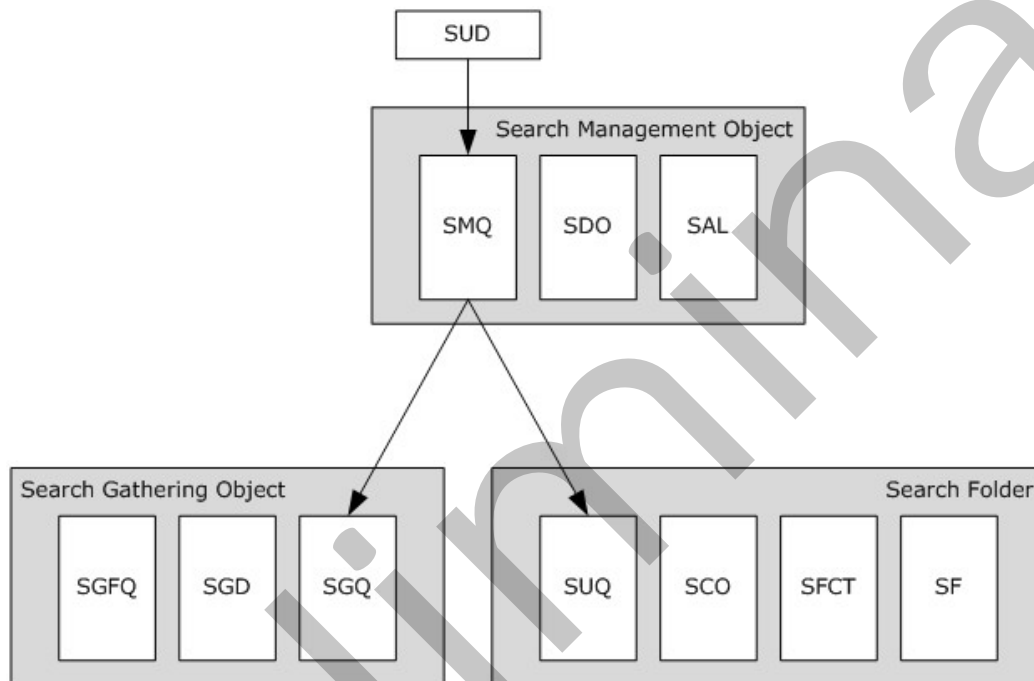 SUD
Search Management Object
SMQ SDO SAL
Search Gathering Object
SGFQ SGD SGQ
Search Folder
SUQ SCO SFCT SF
limina